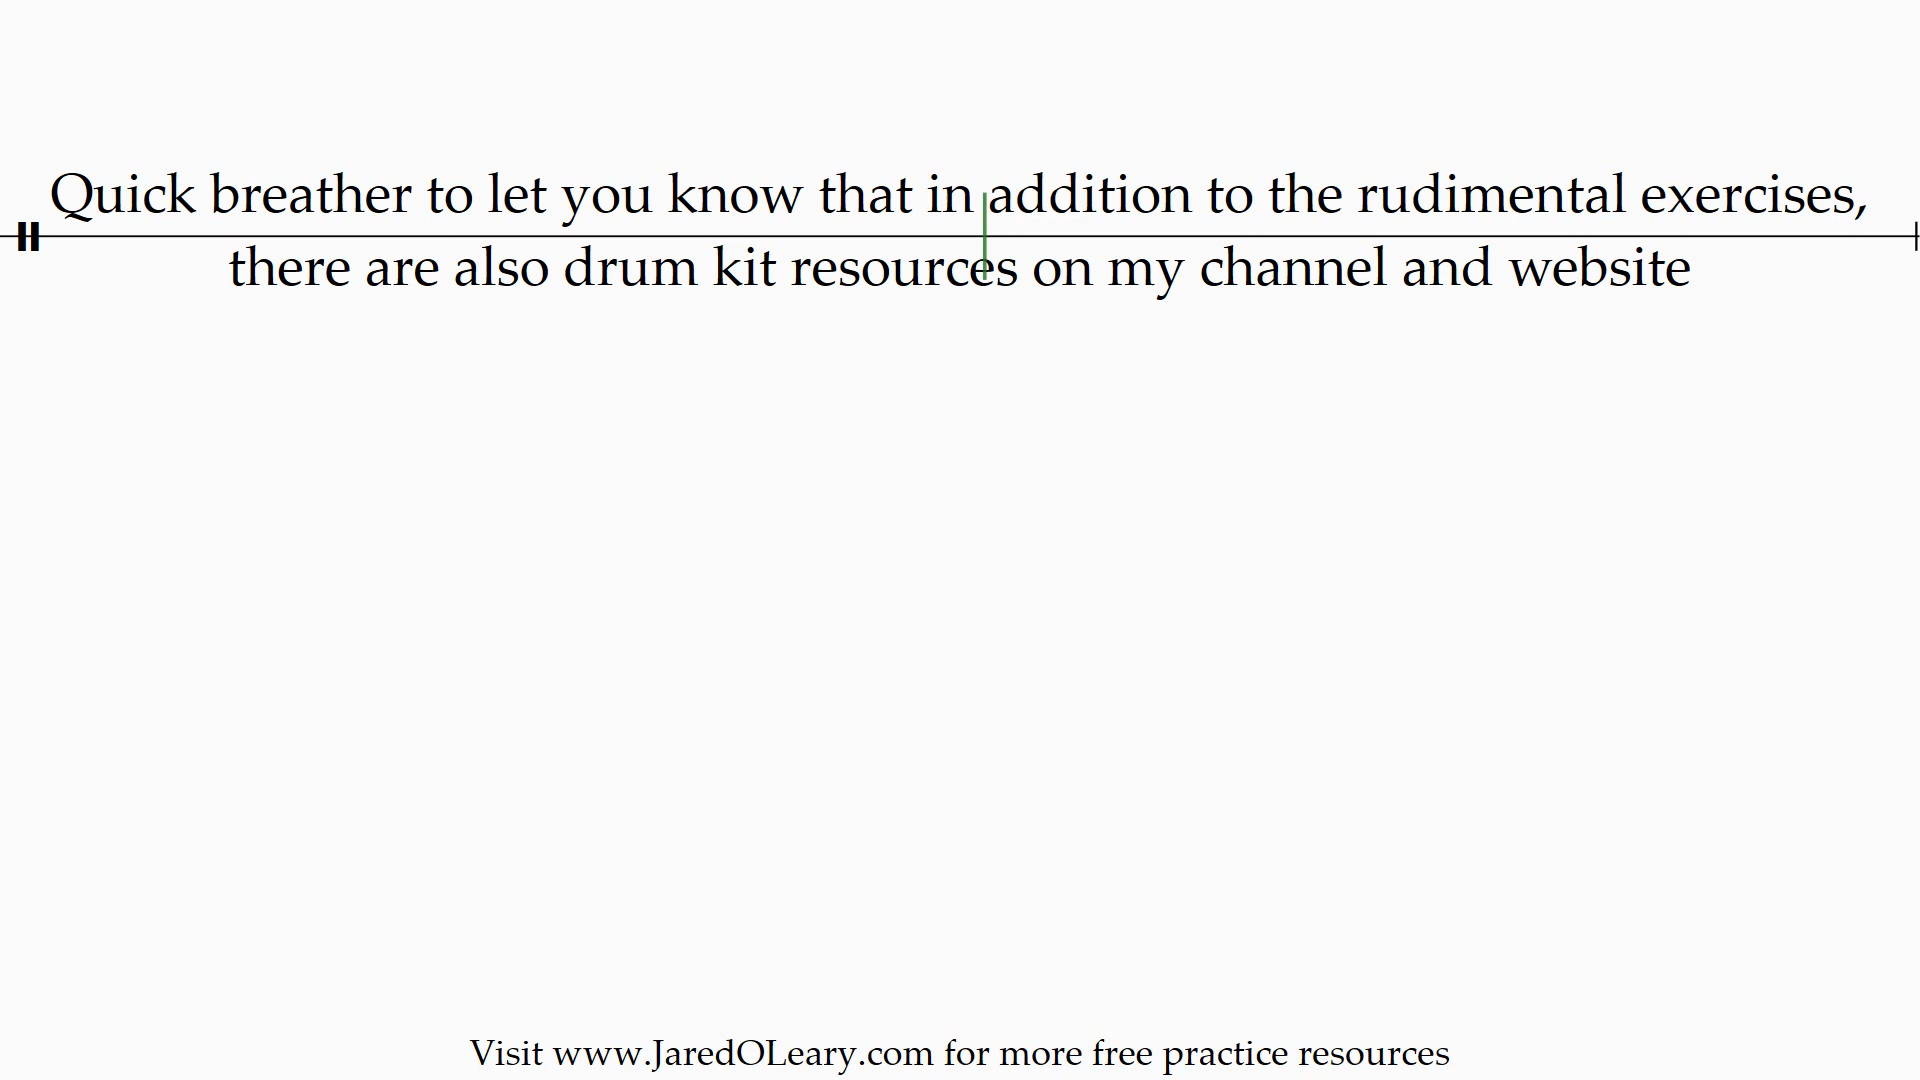 Quick breather to let you know that in addition to the rudimental exercises,
there are also drum kit resources on my channel and website
Visit www.JaredOLeary.com for more free practice resources